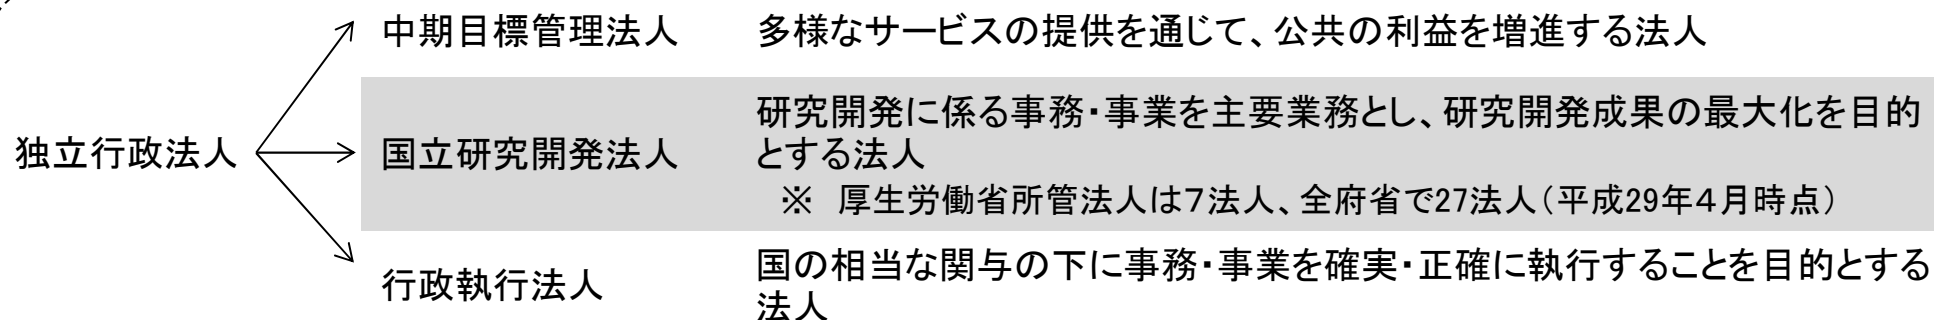 中期目標管理法人 多様なサービスの提供を通じて、公共の利益を増進する法人
独立行政法人 国立研究開発法人 研究開発に係る事務・事業を主要業務とし、研究開発成果の最大化を目的
とする法人
※ 厚生労働省所管法人は７法人、全府省で27法人（平成29年４月時点）
行政執行法人 国の相当な関与の下に事務・事業を確実・正確に執行することを目的とする
法人